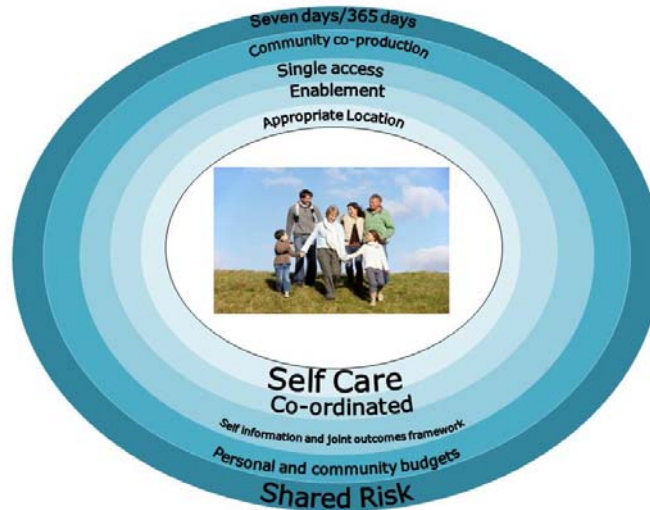 Seven days/365 days
Community co-production
Single access
Enablement
Appropriate Location
Self Care
Co-ordinated
Self information and joint outcomes framework
Personal and community budgets
Shared Risk